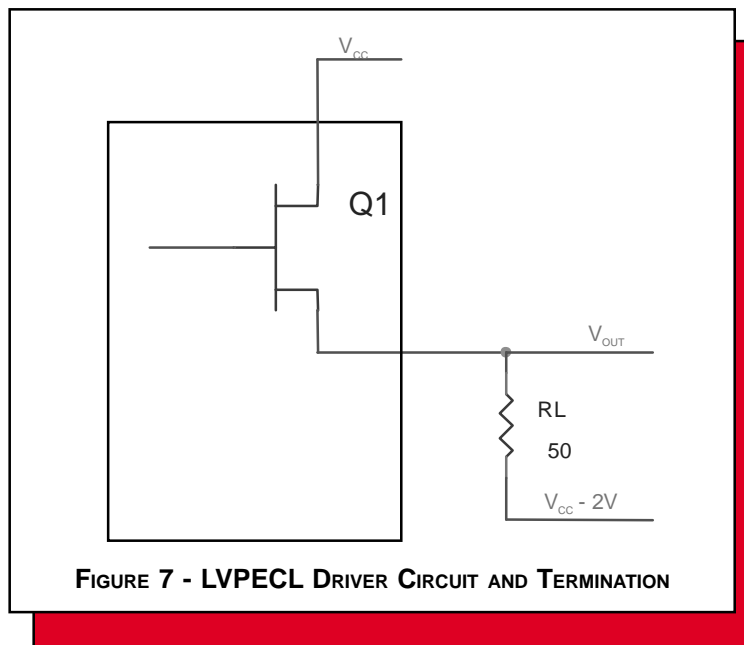 VCC
Q1
VOUT
RL
50
VCC - 2V
FIGURE 7 - LVPECL DRIVER CIRCUIT AND TERMINATION